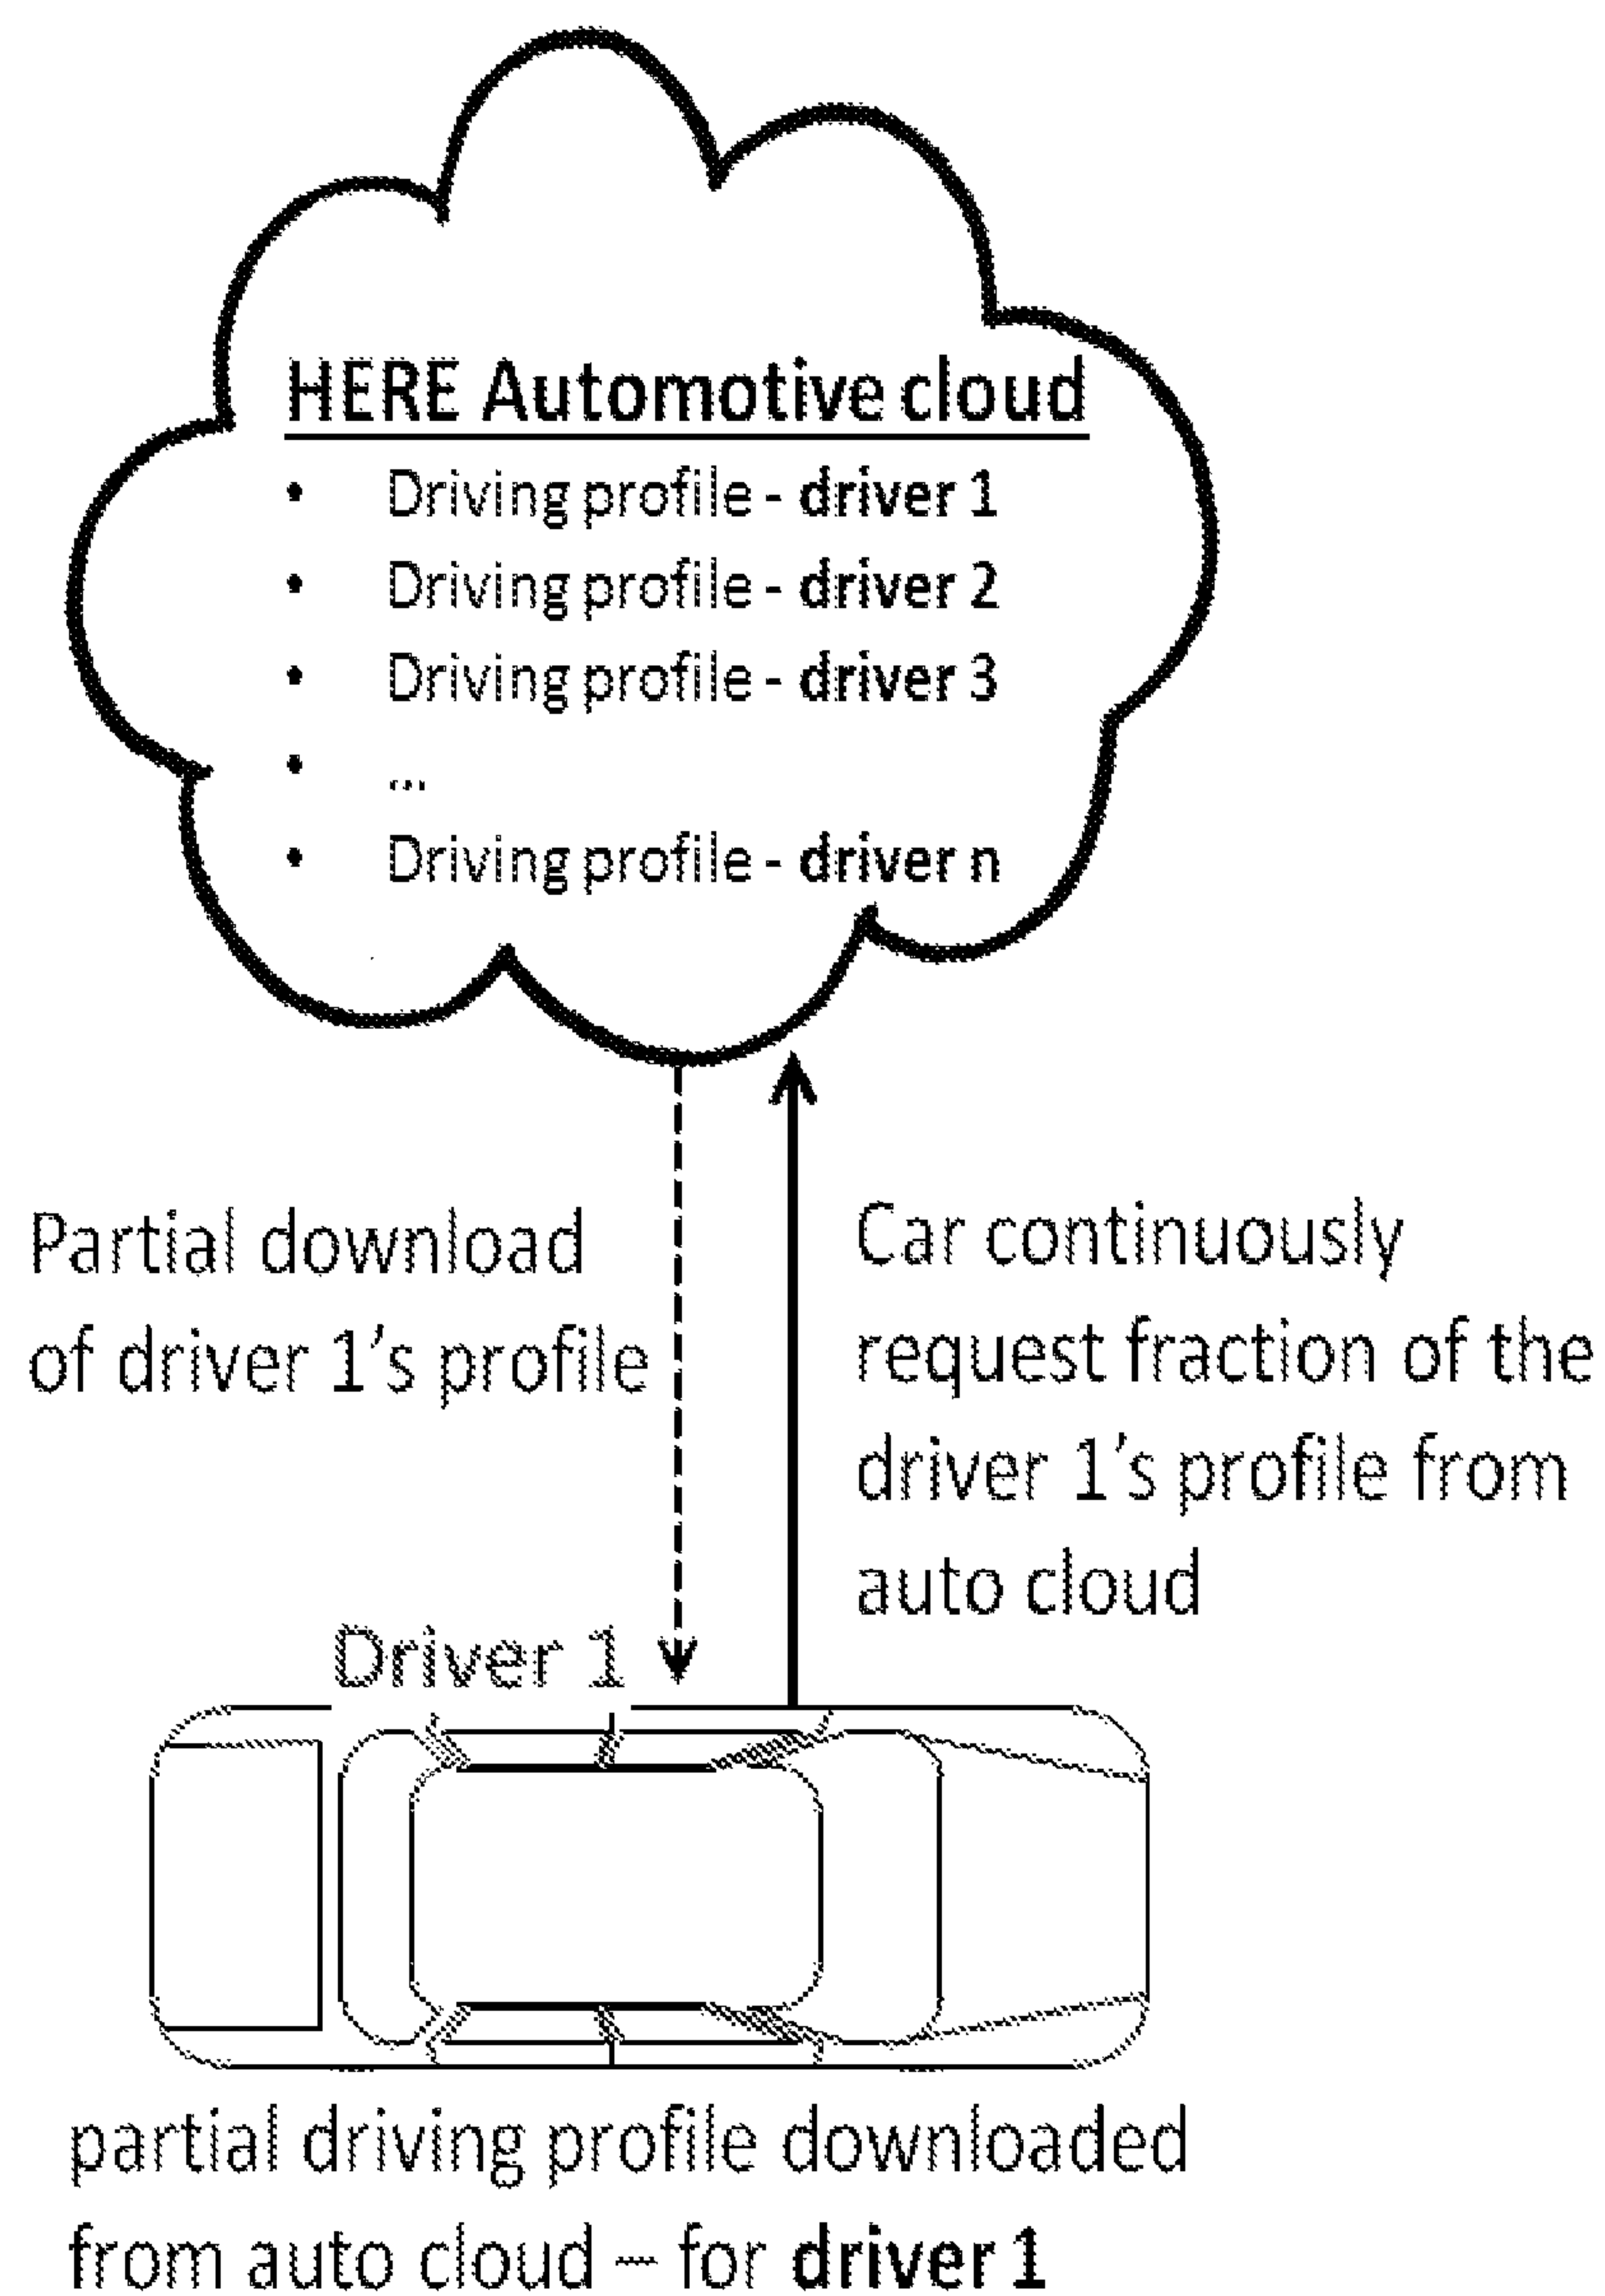 HERE Automotive cloud
• Driving profile - driver 1
• Driving profile - driver 2
• Driving profile - driver 3
• ...
• Driving profile - driver n
Partial download
of driver 1's profile
Car continuously
request fraction of the
driver 1's profile from
auto cloud
Driver 1
partial driving profile downloaded
from auto cloud – for driver 1